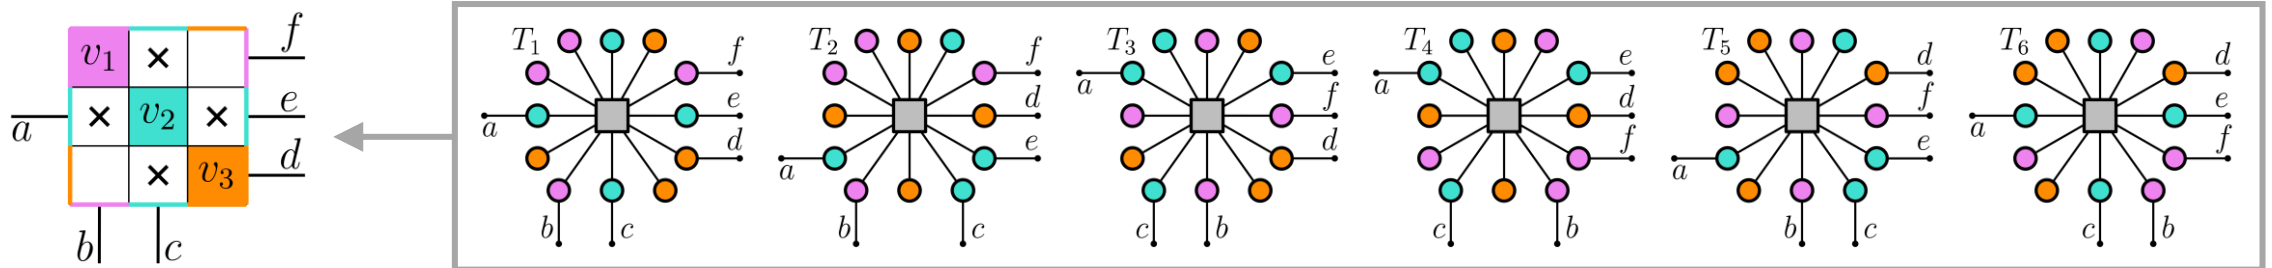 v₁ × f
a × v₂ × e
× v₃ d
b c
T₁ f
a e
d
b c
T₂ f
d
a e
b c
T₃ e
a f
d
c b
T₄ e
a d
f
c b
T₅ d
f
a e
b c
T₆ d
a e
f
c b